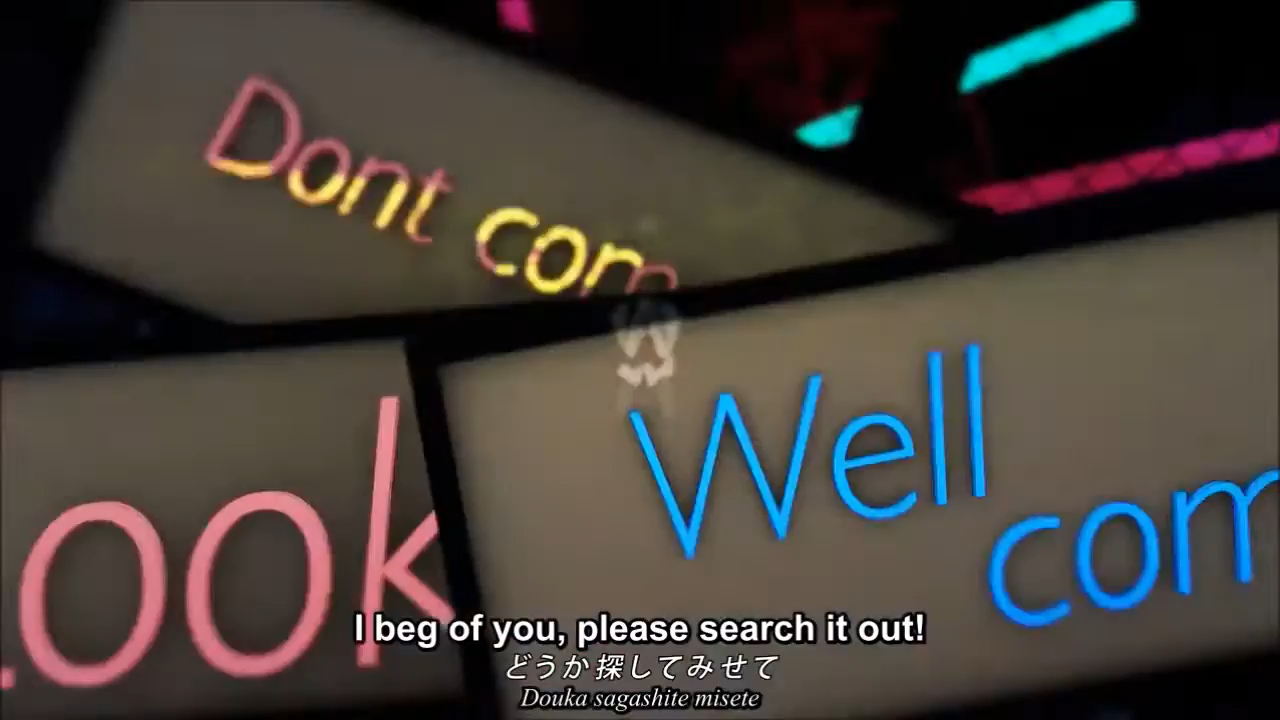 Dont com
Look
Well
com
I beg of you, please search it out!
どうか探してみせて
Douka sagashite misete